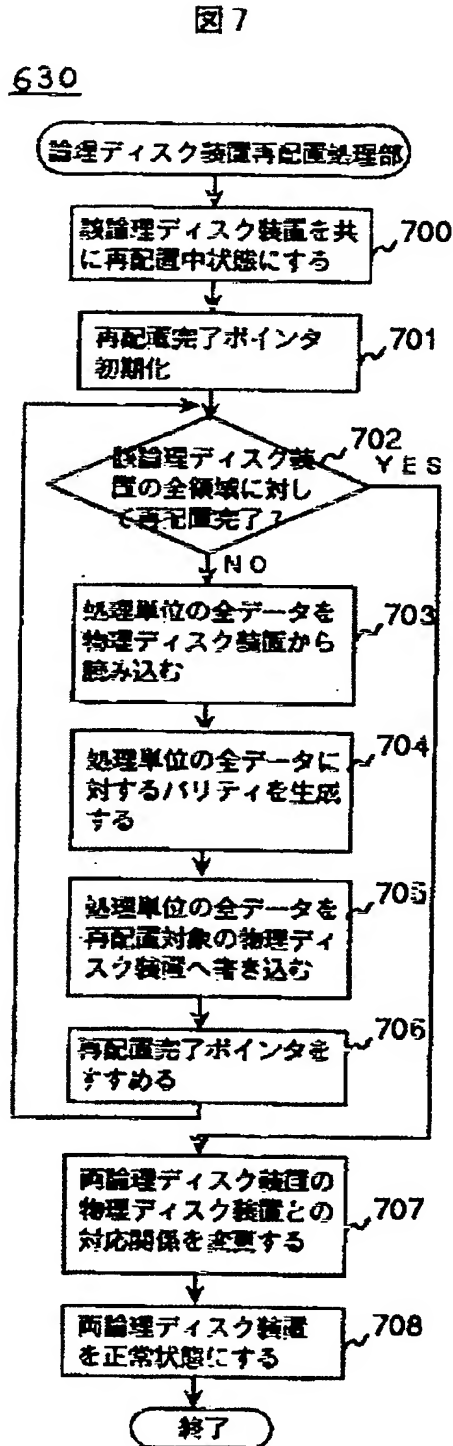 図7
630
論理ディスク装置再配置処理部
該論理ディスク装置を共
に再配置中状態にする
700
再配置完了ポインタ
初期化
701
702
該論理ディスク装
置の全領域に対し
て再配置完了?
YES
NO
処理単位の全データを
物理ディスク装置から
読み込む
703
処理単位の全データに
対するパリティを生成
する
704
処理単位の全データを
再配置対象の物理ディ
スク装置へ書き込む
705
再配置完了ポインタを
すすめる
706
両論理ディスク装置の
物理ディスク装置との
対応関係を変更する
707
両論理ディスク装置
を正常状態にする
708
終了